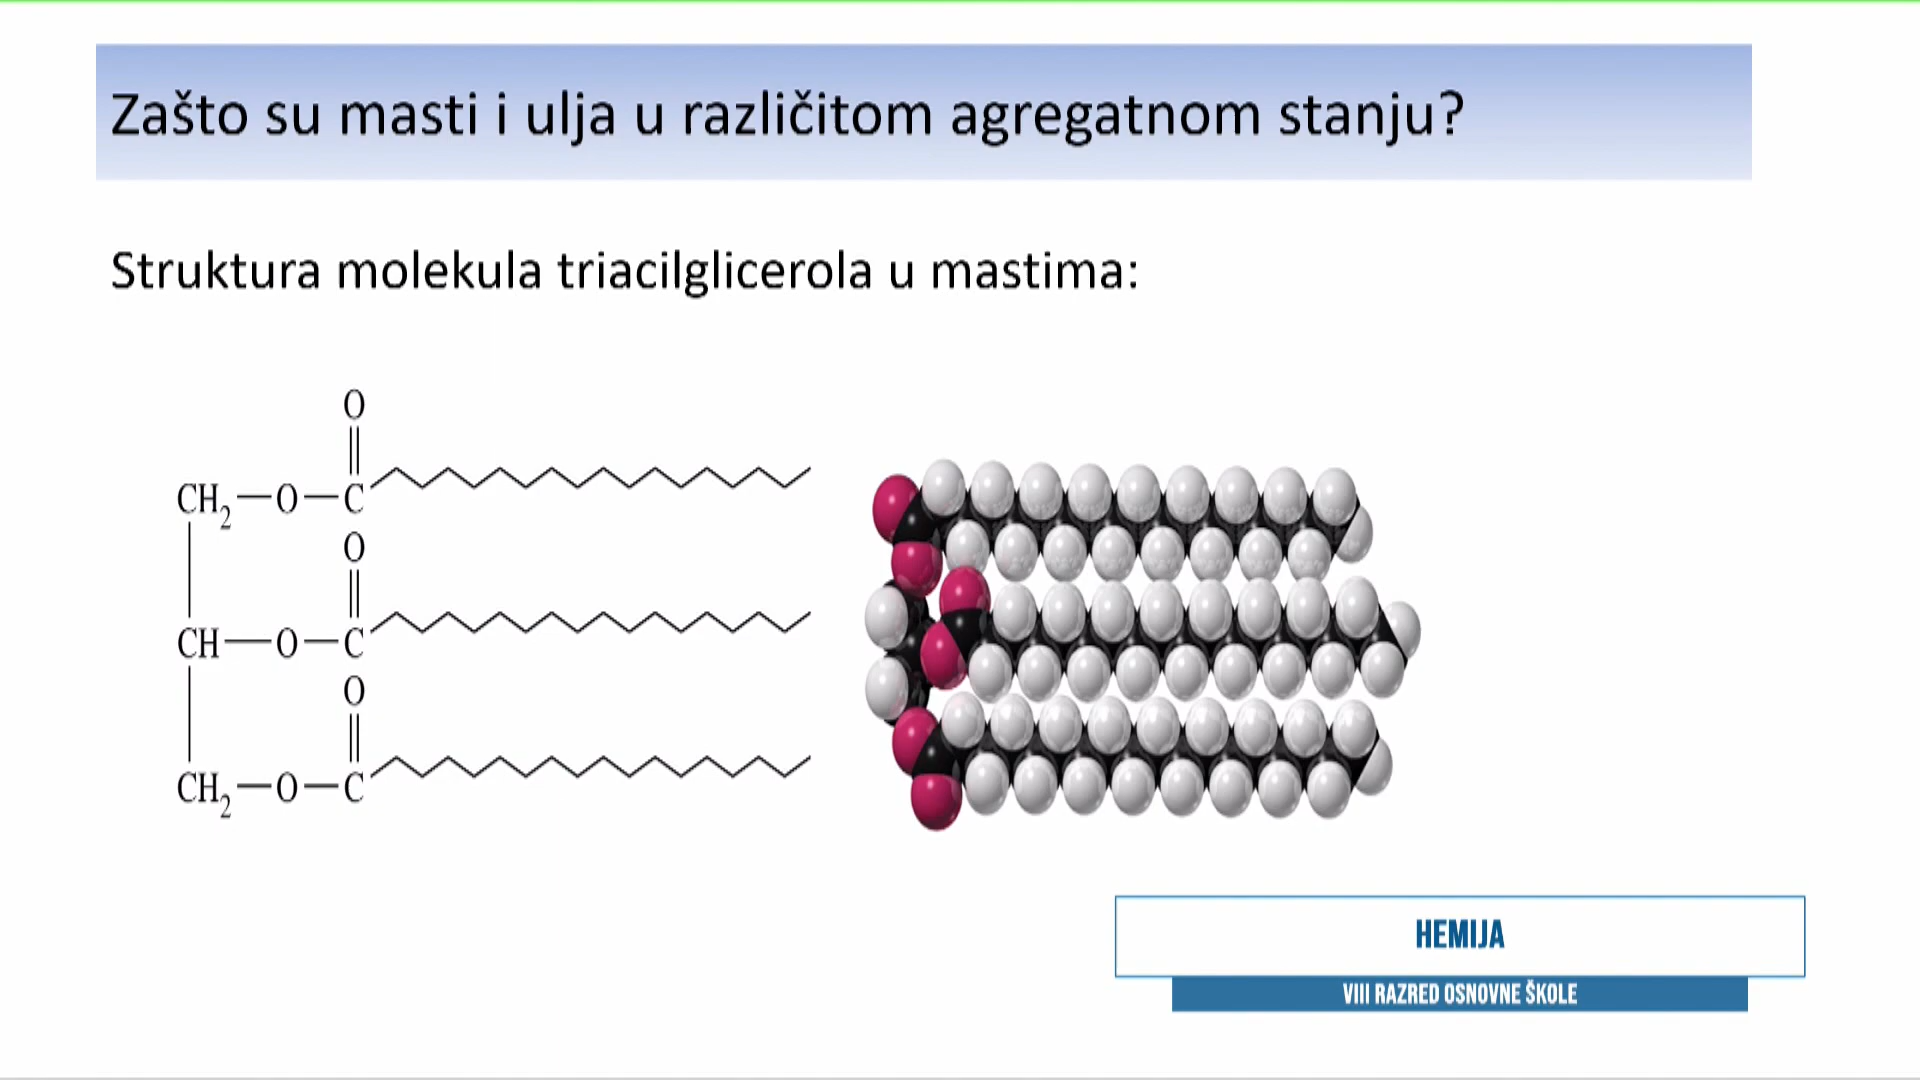 Zašto su masti i ulja u različitom agregatnom stanju?
Struktura molekula triacilglicerola u mastima:
O
CH₂—O—C
O
CH—O—C
O
CH₂—O—C
HEMIJA
VIII RAZRED OSNOVNE ŠKOLE